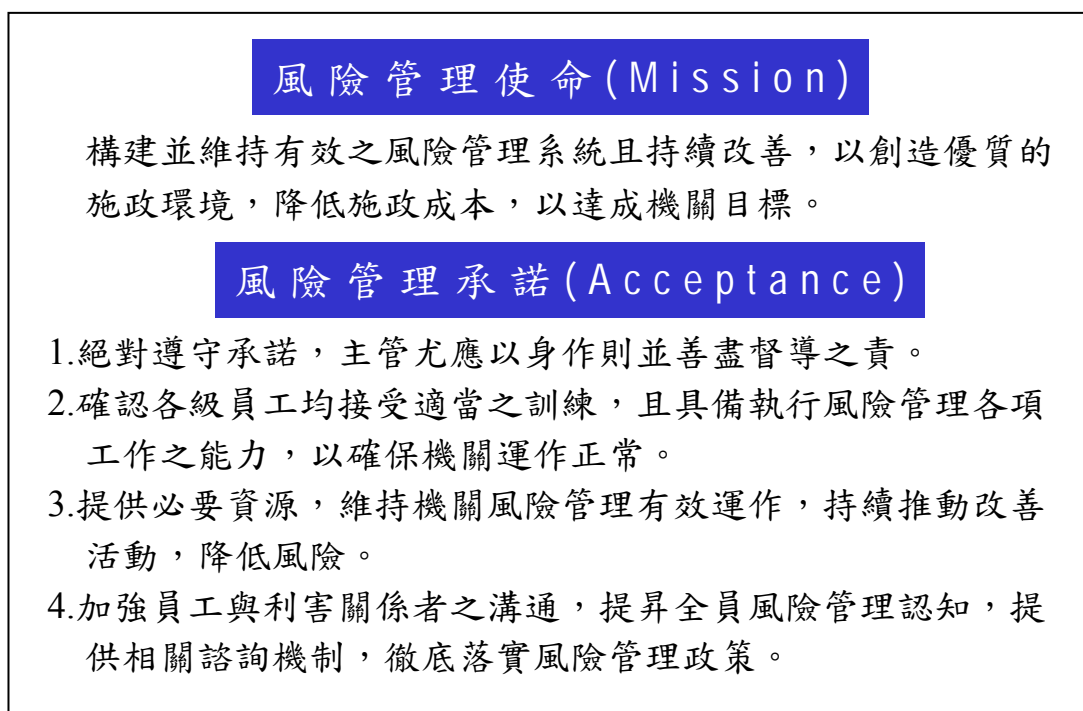 風險管理使命(Mission)
構建並維持有效之風險管理系統且持續改善，以創造優質的
施政環境，降低施政成本，以達成機關目標。
風險管理承諾(Acceptance)
1.絕對遵守承諾，主管尤應以身作則並善盡督導之責。
2.確認各級員工均接受適當之訓練，且具備執行風險管理各項
工作之能力，以確保機關運作正常。
3.提供必要資源，維持機關風險管理有效運作，持續推動改善
活動，降低風險。
4.加強員工與利害關係者之溝通，提昇全員風險管理認知，提
供相關諮詢機制，徹底落實風險管理政策。